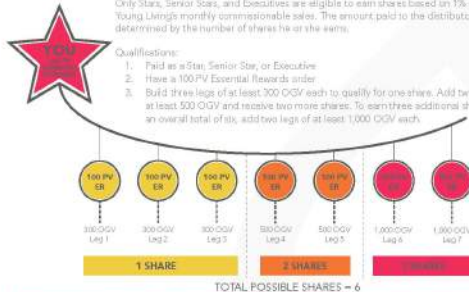 Only Stars, Senior Stars, and Executives are eligible to earn shares based on 1%
Young Living's monthly commissionable sales. The amount paid to the distributo
determined by the number of shares he or she earns.
Qualifications:
1. Paid as a Star, Senior Star, or Executive
2. Have a 100 PV Essential Rewards order
3. Build three legs of at least 300 OGV each to qualify for one share. Add tw
at least 500 OGV and receive two more shares. To earn three additional sh
an overall total of six, add two legs of at least 1,000 OGV each.
YOU
100 PV ER
100 PV ER
100 PV ER
100 PV ER
100 PV ER
300 OGV Leg 1
300 OGV Leg 2
300 OGV Leg 3
500 OGV Leg 4
500 OGV Leg 5
1,000 OGV Leg 6
1,000 OGV Leg 7
1 SHARE
2 SHARES
TOTAL POSSIBLE SHARES = 6